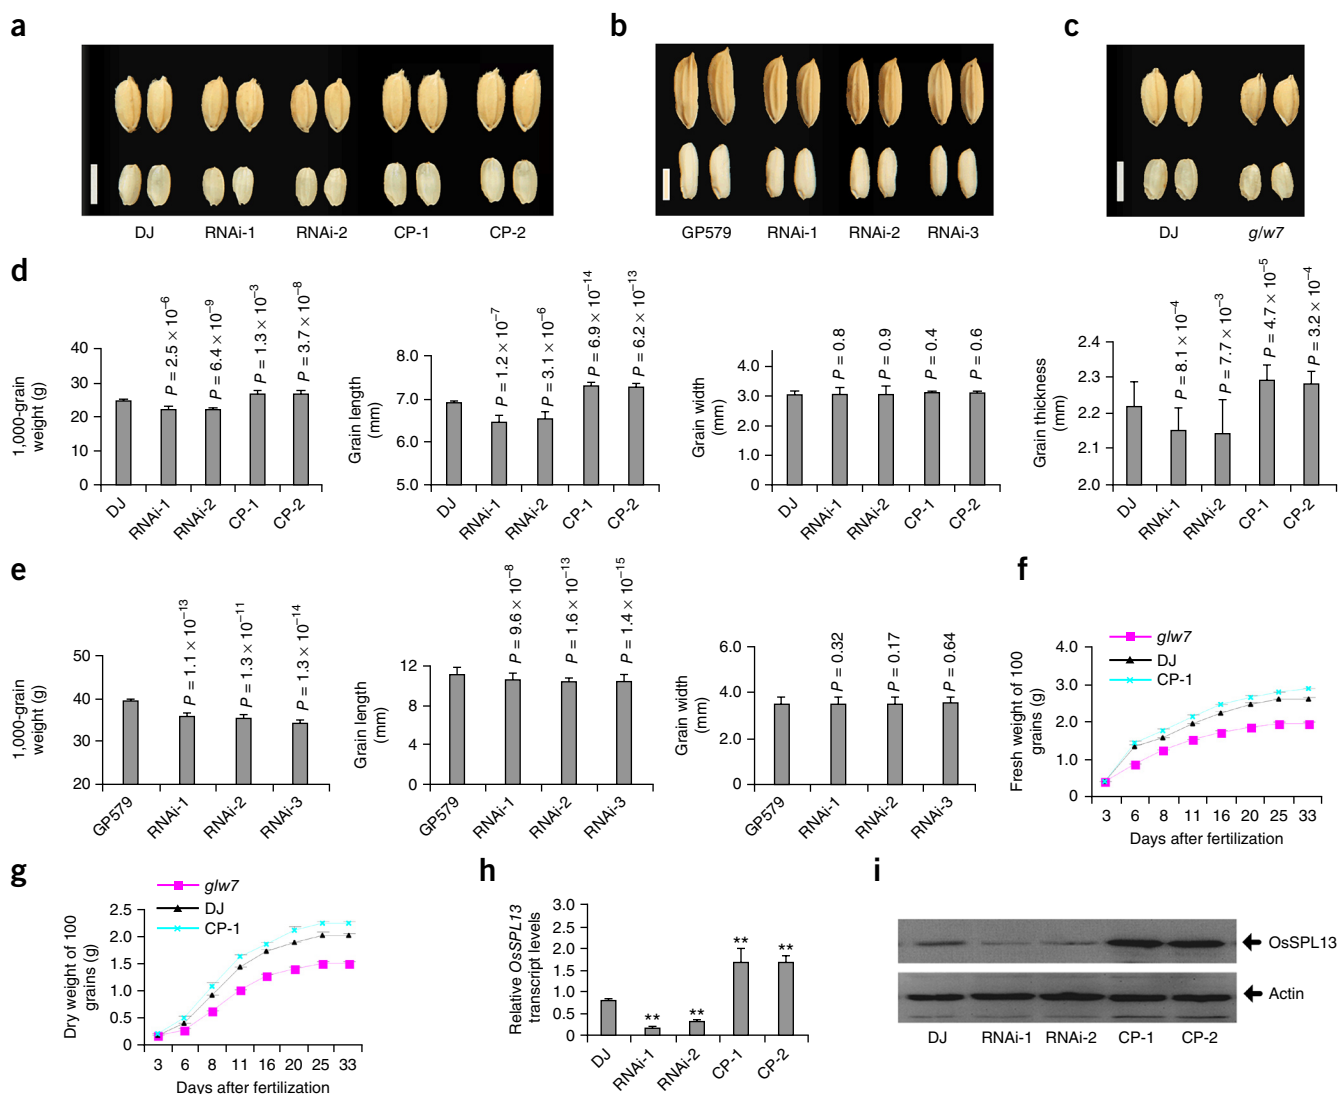 a
b
c
DJ RNAi-1 RNAi-2 CP-1 CP-2
GP579 RNAi-1 RNAi-2 RNAi-3
DJ glw7
d
1,000-grain
weight (g)
40
30
20
10
0
P = 2.5 × 10⁻⁶
P = 6.4 × 10⁻⁹
P = 1.3 × 10⁻³
P = 3.7 × 10⁻⁸
DJ RNAi-1 RNAi-2 CP-1 CP-2
Grain length
(mm)
8.0
7.0
6.0
5.0
P = 1.2 × 10⁻⁷
P = 3.1 × 10⁻⁶
P = 6.9 × 10⁻¹⁴
P = 6.2 × 10⁻¹³
DJ RNAi-1 RNAi-2 CP-1 CP-2
Grain width
(mm)
4.0
3.0
2.0
1.0
0
P = 0.8
P = 0.9
P = 0.4
P = 0.6
DJ RNAi-1 RNAi-2 CP-1 CP-2
Grain thickness
(mm)
2.4
2.3
2.2
2.1
2.0
P = 8.1 × 10⁻⁴
P = 7.7 × 10⁻³
P = 4.7 × 10⁻⁵
P = 3.2 × 10⁻⁴
DJ RNAi-1 RNAi-2 CP-1 CP-2
e
1,000-grain
weight (g)
50
40
30
20
P = 1.1 × 10⁻¹³
P = 1.3 × 10⁻¹¹
P = 1.3 × 10⁻¹⁴
GP579 RNAi-1 RNAi-2 RNAi-3
Grain length
(mm)
12
8
4
0
P = 9.6 × 10⁻⁸
P = 1.6 × 10⁻¹³
P = 1.4 × 10⁻¹⁵
GP579 RNAi-1 RNAi-2 RNAi-3
Grain width
(mm)
6.0
4.0
2.0
0
P = 0.32
P = 0.17
P = 0.64
GP579 RNAi-1 RNAi-2 RNAi-3
f
glw7
DJ
CP-1
Fresh weight of 100
grains (g)
4.0
3.0
2.0
1.0
0
3 6 8 11 16 20 25 33
Days after fertilization
g
glw7
DJ
CP-1
Dry weight of 100
grains (g)
2.5
2.0
1.5
1.0
0.5
0
3 6 8 11 16 20 25 33
Days after fertilization
h
Relative OsSPL13
transcript levels
3.0
2.5
2.0
1.5
1.0
0.5
0
** ** ** **
DJ RNAi-1 RNAi-2 CP-1 CP-2
i
OsSPL13
Actin
DJ RNAi-1 RNAi-2 CP-1 CP-2